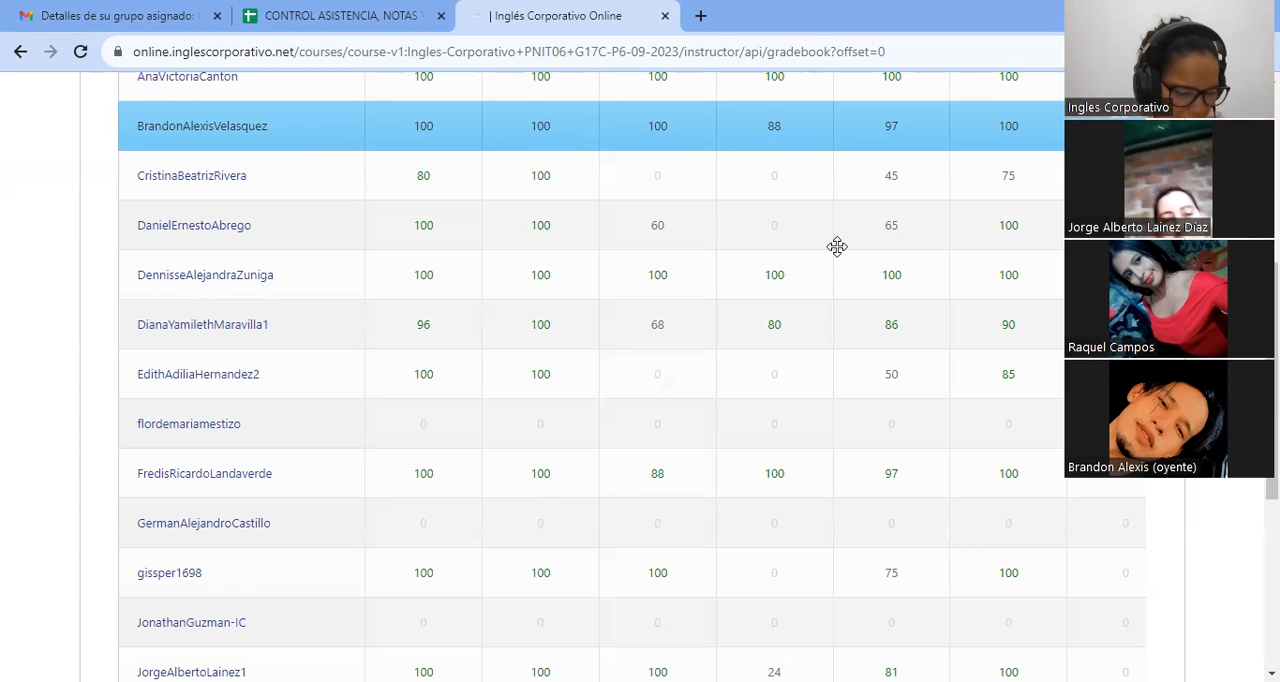 Detalles de su grupo asignado:
CONTROL ASISTENCIA, NOTAS Y
| Inglés Corporativo Online
online.inglescorporativo.net/courses/course-v1:Ingles-Corporativo+PNIT06+G17C-P6-09-2023/instructor/api/gradebook?offset=0
AnaVictoriaCanton 100 100 100 100 100 100
BrandonAlexisVelasquez 100 100 100 88 97 100
CristinaBeatrizRivera 80 100 0 0 45 75
DanielErnestoAbrego 100 100 60 0 65 100
DennisseAlejandraZuniga 100 100 100 100 100 100
DianaYamilethMaravilla1 96 100 68 80 86 90
EdithAdiliaHernandez2 100 100 0 0 50 85
flordemariamestizo 0 0 0 0 0 0
FredisRicardoLandaverde 100 100 88 100 97 100
GermanAlejandroCastillo 0 0 0 0 0 0 0
gissper1698 100 100 100 0 75 100 0
JonathanGuzman-IC 0 0 0 0 0 0 0
JorgeAlbertoLainez1 100 100 100 24 81 100 0
Ingles Corporativo
Jorge Alberto Lainez Díaz
Raquel Campos
Brandon Alexis (oyente)